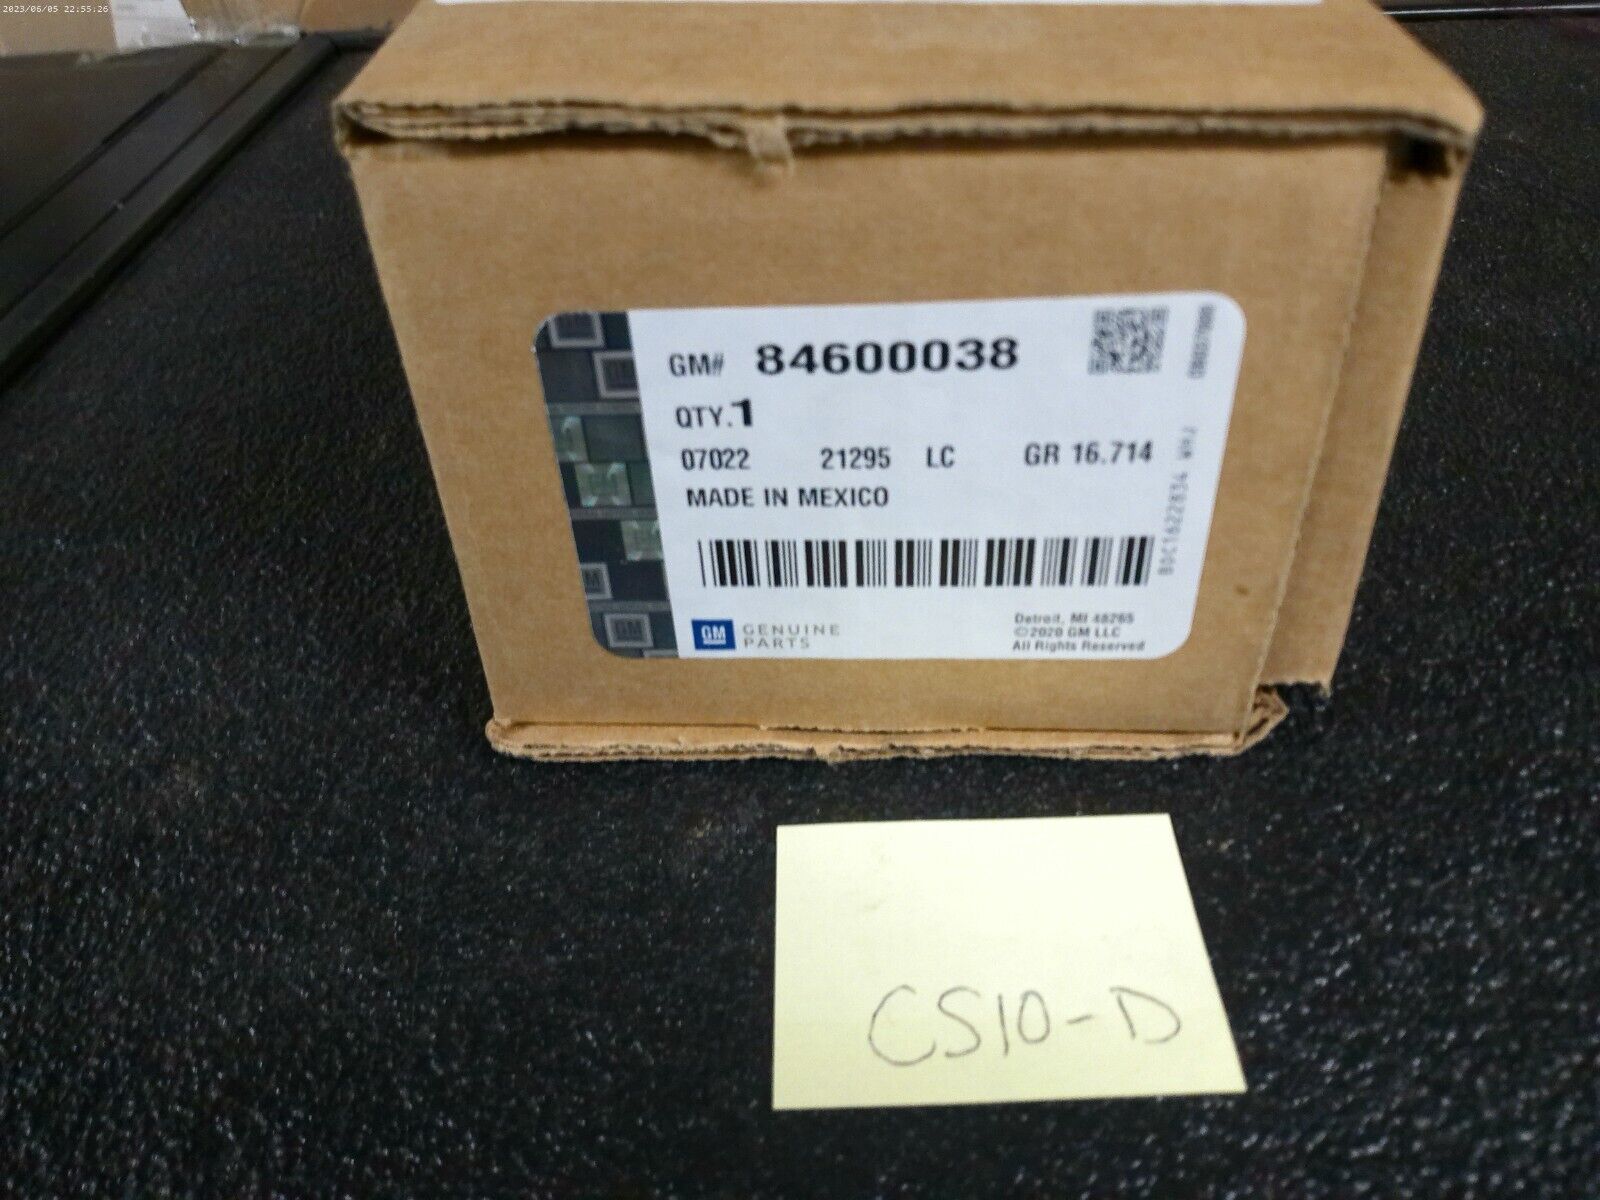 2023/06/05 22:55:26
GM# 84600038
QTY.1
07022 21295 LC GR 16.714
MADE IN MEXICO
GM GENUINE
PARTS
Detroit, MI 48265
©2020 GM LLC
All Rights Reserved
CS10-D